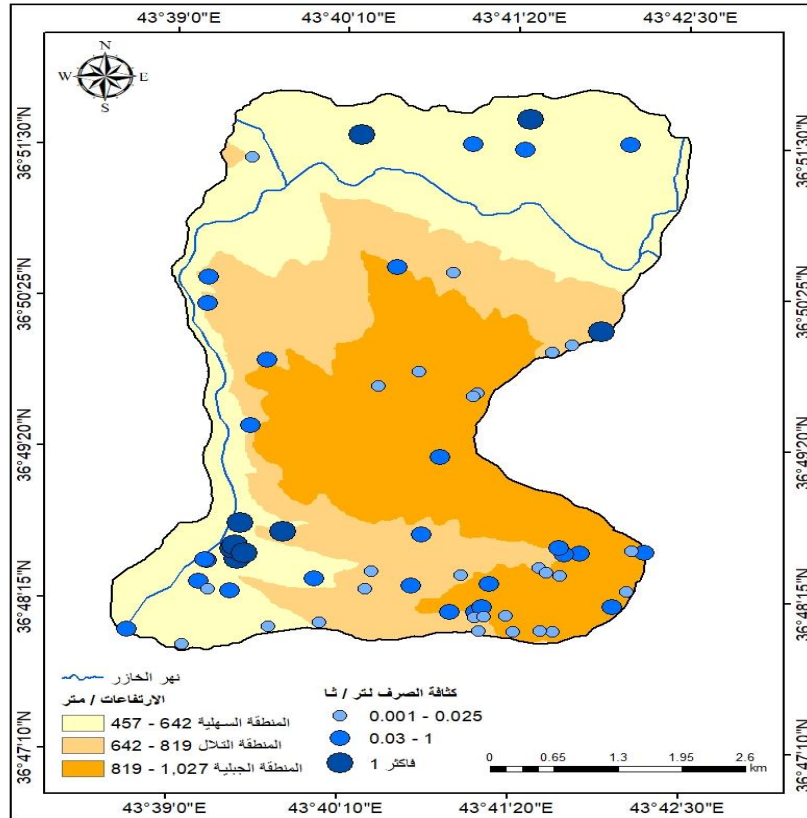 43°39'0"E 43°40'10"E 43°41'20"E 43°42'30"E
N
W E
S
36°51'30"N 36°51'30"N
36°50'25"N 36°50'25"N
36°49'20"N 36°49'20"N
36°48'15"N 36°48'15"N
36°47'10"N 36°47'10"N
نهر الخازر
الارتفاعات / متر
المنطقة السهلية 457 - 642
المنطقة التلال 642 - 819
المنطقة الجبلية 819 - 1,027
كثافة الصرف لتر / ثا
0.001 - 0.025
0.03 - 1
فاكثر 1
0 0.65 1.3 1.95 2.6
km
43°39'0"E 43°40'10"E 43°41'20"E 43°42'30"E